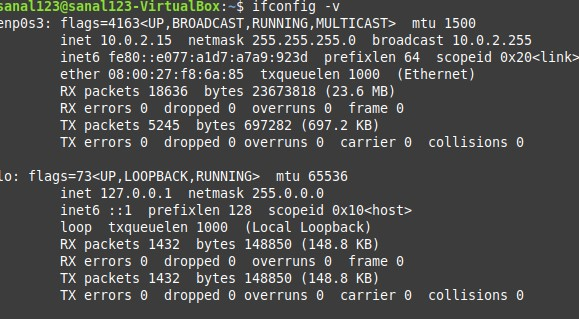 sanal123@sanal123-VirtualBox:~$ ifconfig -v
enp0s3: flags=4163<UP,BROADCAST,RUNNING,MULTICAST>  mtu 1500
inet 10.0.2.15  netmask 255.255.255.0  broadcast 10.0.2.255
inet6 fe80::e077:a1d7:a7a9:923d  prefixlen 64  scopeid 0x20<link>
ether 08:00:27:f8:6a:85  txqueuelen 1000  (Ethernet)
RX packets 18636  bytes 23673818 (23.6 MB)
RX errors 0  dropped 0  overruns 0  frame 0
TX packets 5245  bytes 697282 (697.2 KB)
TX errors 0  dropped 0 overruns 0  carrier 0  collisions 0
lo: flags=73<UP,LOOPBACK,RUNNING>  mtu 65536
inet 127.0.0.1  netmask 255.0.0.0
inet6 ::1  prefixlen 128  scopeid 0x10<host>
loop  txqueuelen 1000  (Local Loopback)
RX packets 1432  bytes 148850 (148.8 KB)
RX errors 0  dropped 0  overruns 0  frame 0
TX packets 1432  bytes 148850 (148.8 KB)
TX errors 0  dropped 0 overruns 0  carrier 0  collisions 0